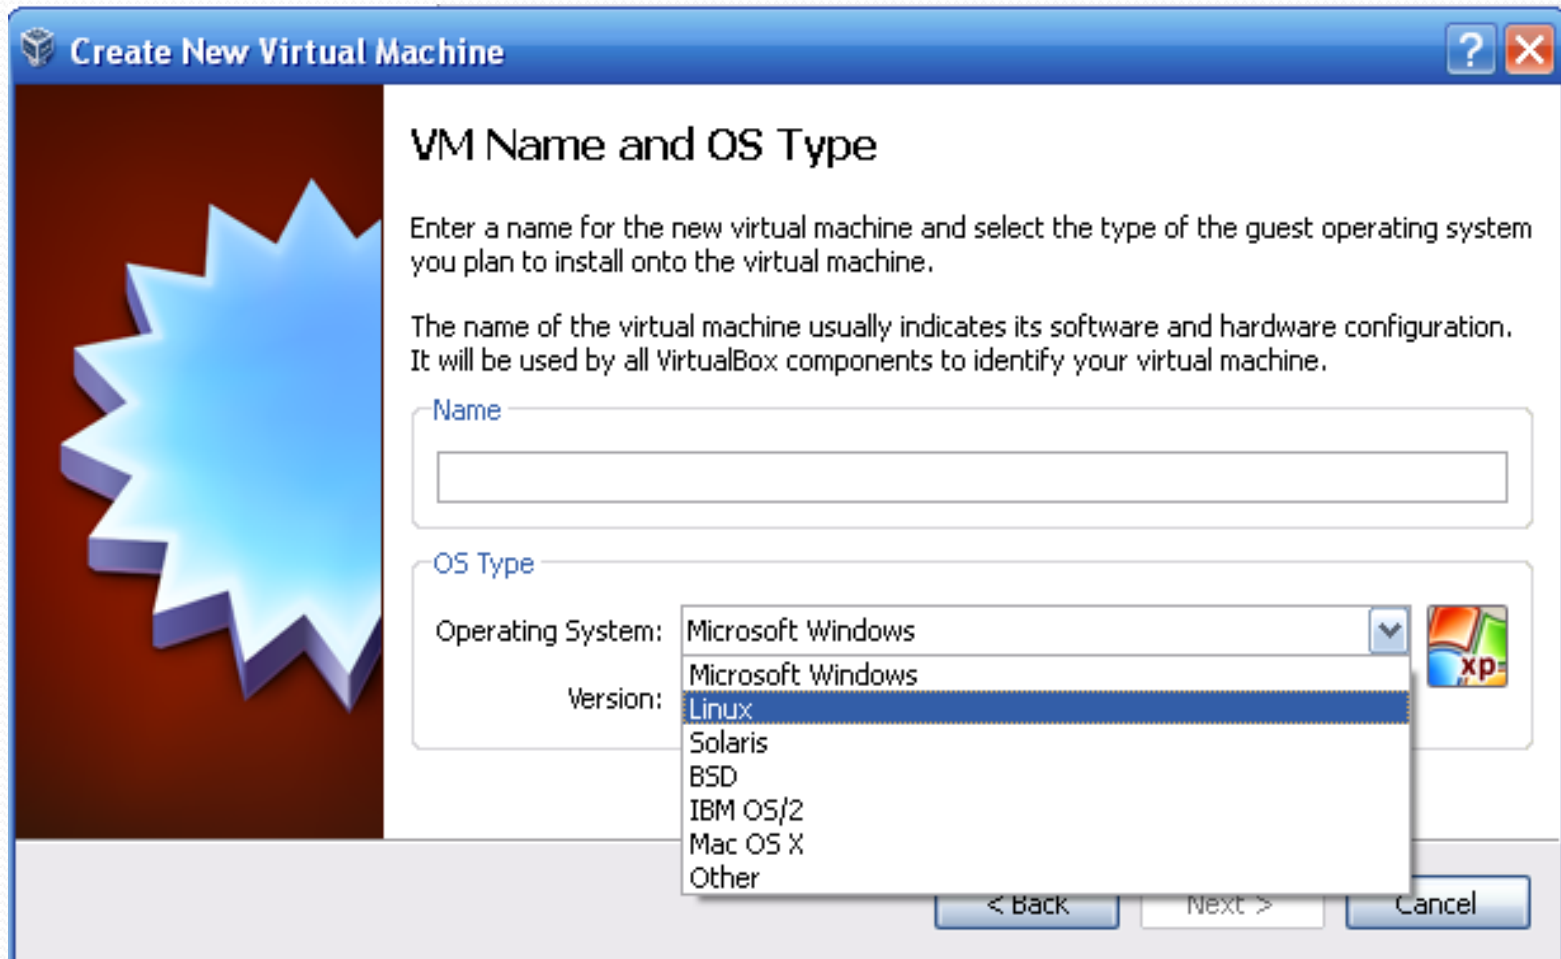 Create New Virtual Machine
?
VM Name and OS Type
Enter a name for the new virtual machine and select the type of the guest operating system
you plan to install onto the virtual machine.
The name of the virtual machine usually indicates its software and hardware configuration.
It will be used by all VirtualBox components to identify your virtual machine.
Name
OS Type
Operating System: Microsoft Windows
xp
Microsoft Windows
Version:
Linux
Solaris
BSD
IBM OS/2
Mac OS X
Other
< Back Next > Cancel